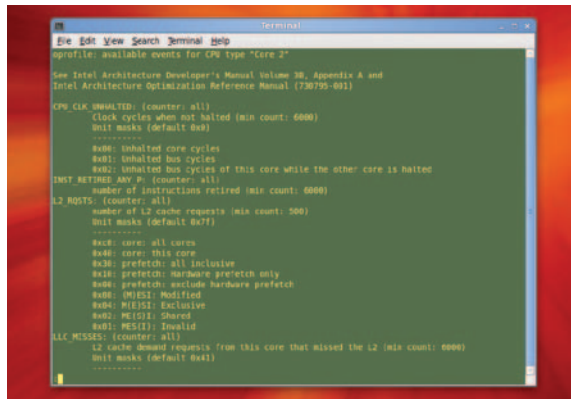 Terminal
File Edit View Search Terminal Help
oprofile: available events for CPU type "Core 2"
See Intel Architecture Developer's Manual Volume 3B, Appendix A and
Intel Architecture Optimization Reference Manual (730795-001)
CPU_CLK_UNHALTED: (counter: all)
Clock cycles when not halted (min count: 6000)
Unit masks (default 0x0)
----------
0x00: Unhalted core cycles
0x01: Unhalted bus cycles
0x02: Unhalted bus cycles of this core while the other core is halted
INST_RETIRED_ANY_P: (counter: all)
number of instructions retired (min count: 6000)
L2_RQSTS: (counter: all)
number of L2 cache requests (min count: 500)
Unit masks (default 0x7f)
----------
0xc0: core: all cores
0x40: core: this core
0x30: prefetch: all inclusive
0x10: prefetch: Hardware prefetch only
0x00: prefetch: exclude hardware prefetch
0x08: (M)ESI: Modified
0x04: M(E)SI: Exclusive
0x02: ME(S)I: Shared
0x01: MES(I): Invalid
LLC_MISSES: (counter: all)
L2 cache demand requests from this core that missed the L2 (min count: 6000)
Unit masks (default 0x41)
----------
: